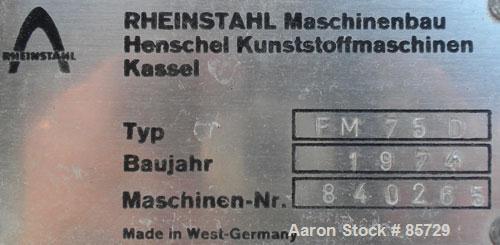 RHEINSTAHL
RHEINSTAHL Maschinenbau
Henschel Kunststoffmaschinen
Kassel
Typ FM 75 D
Baujahr 1974
Maschinen-Nr. 840265
Made in West-Germany
Aaron Stock # 85729